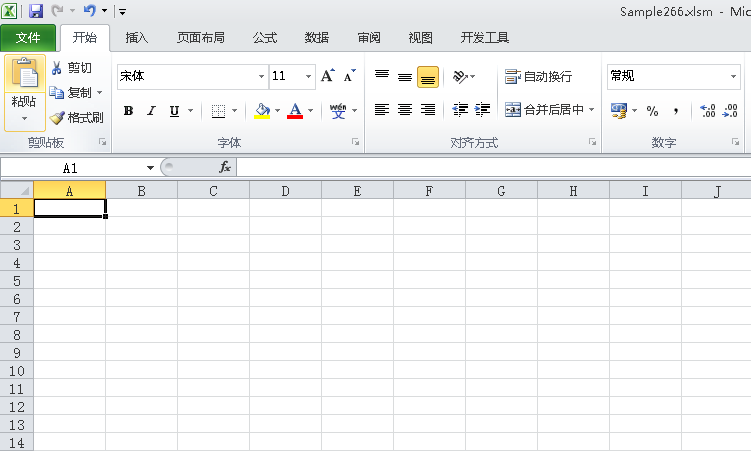 Sample266.xlsm - Mic
文件 开始 插入 页面布局 公式 数据 审阅 视图 开发工具
粘贴 剪切 复制 格式刷
宋体 11 A A 自动换行 常规
B I U A wén 文 合并后居中 % , .0 .00 .00 .0
剪贴板 字体 对齐方式 数字
A1 fx
A B C D E F G H I J
1
2
3
4
5
6
7
8
9
10
11
12
13
14